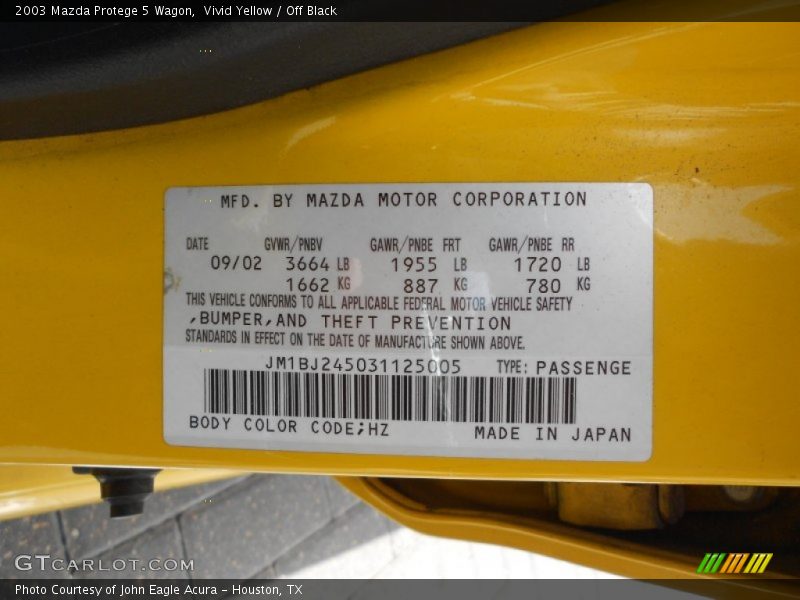 2003 Mazda Protege 5 Wagon,  Vivid Yellow / Off Black
MFD. BY MAZDA MOTOR CORPORATION
DATE GVWR/PNBV GAWR/PNBE FRT GAWR/PNBE RR
09/02 3664 LB 1955 LB 1720 LB
1662 KG 887 KG 780 KG
THIS VEHICLE CONFORMS TO ALL APPLICABLE FEDERAL MOTOR VEHICLE SAFETY
,BUMPER,AND THEFT PREVENTION
STANDARDS IN EFFECT ON THE DATE OF MANUFACTURE SHOWN ABOVE.
JM1BJ245031125005 TYPE: PASSENGE
BODY COLOR CODE;HZ MADE IN JAPAN
GTCARLOT.COM
Photo Courtesy of John Eagle Acura - Houston, TX